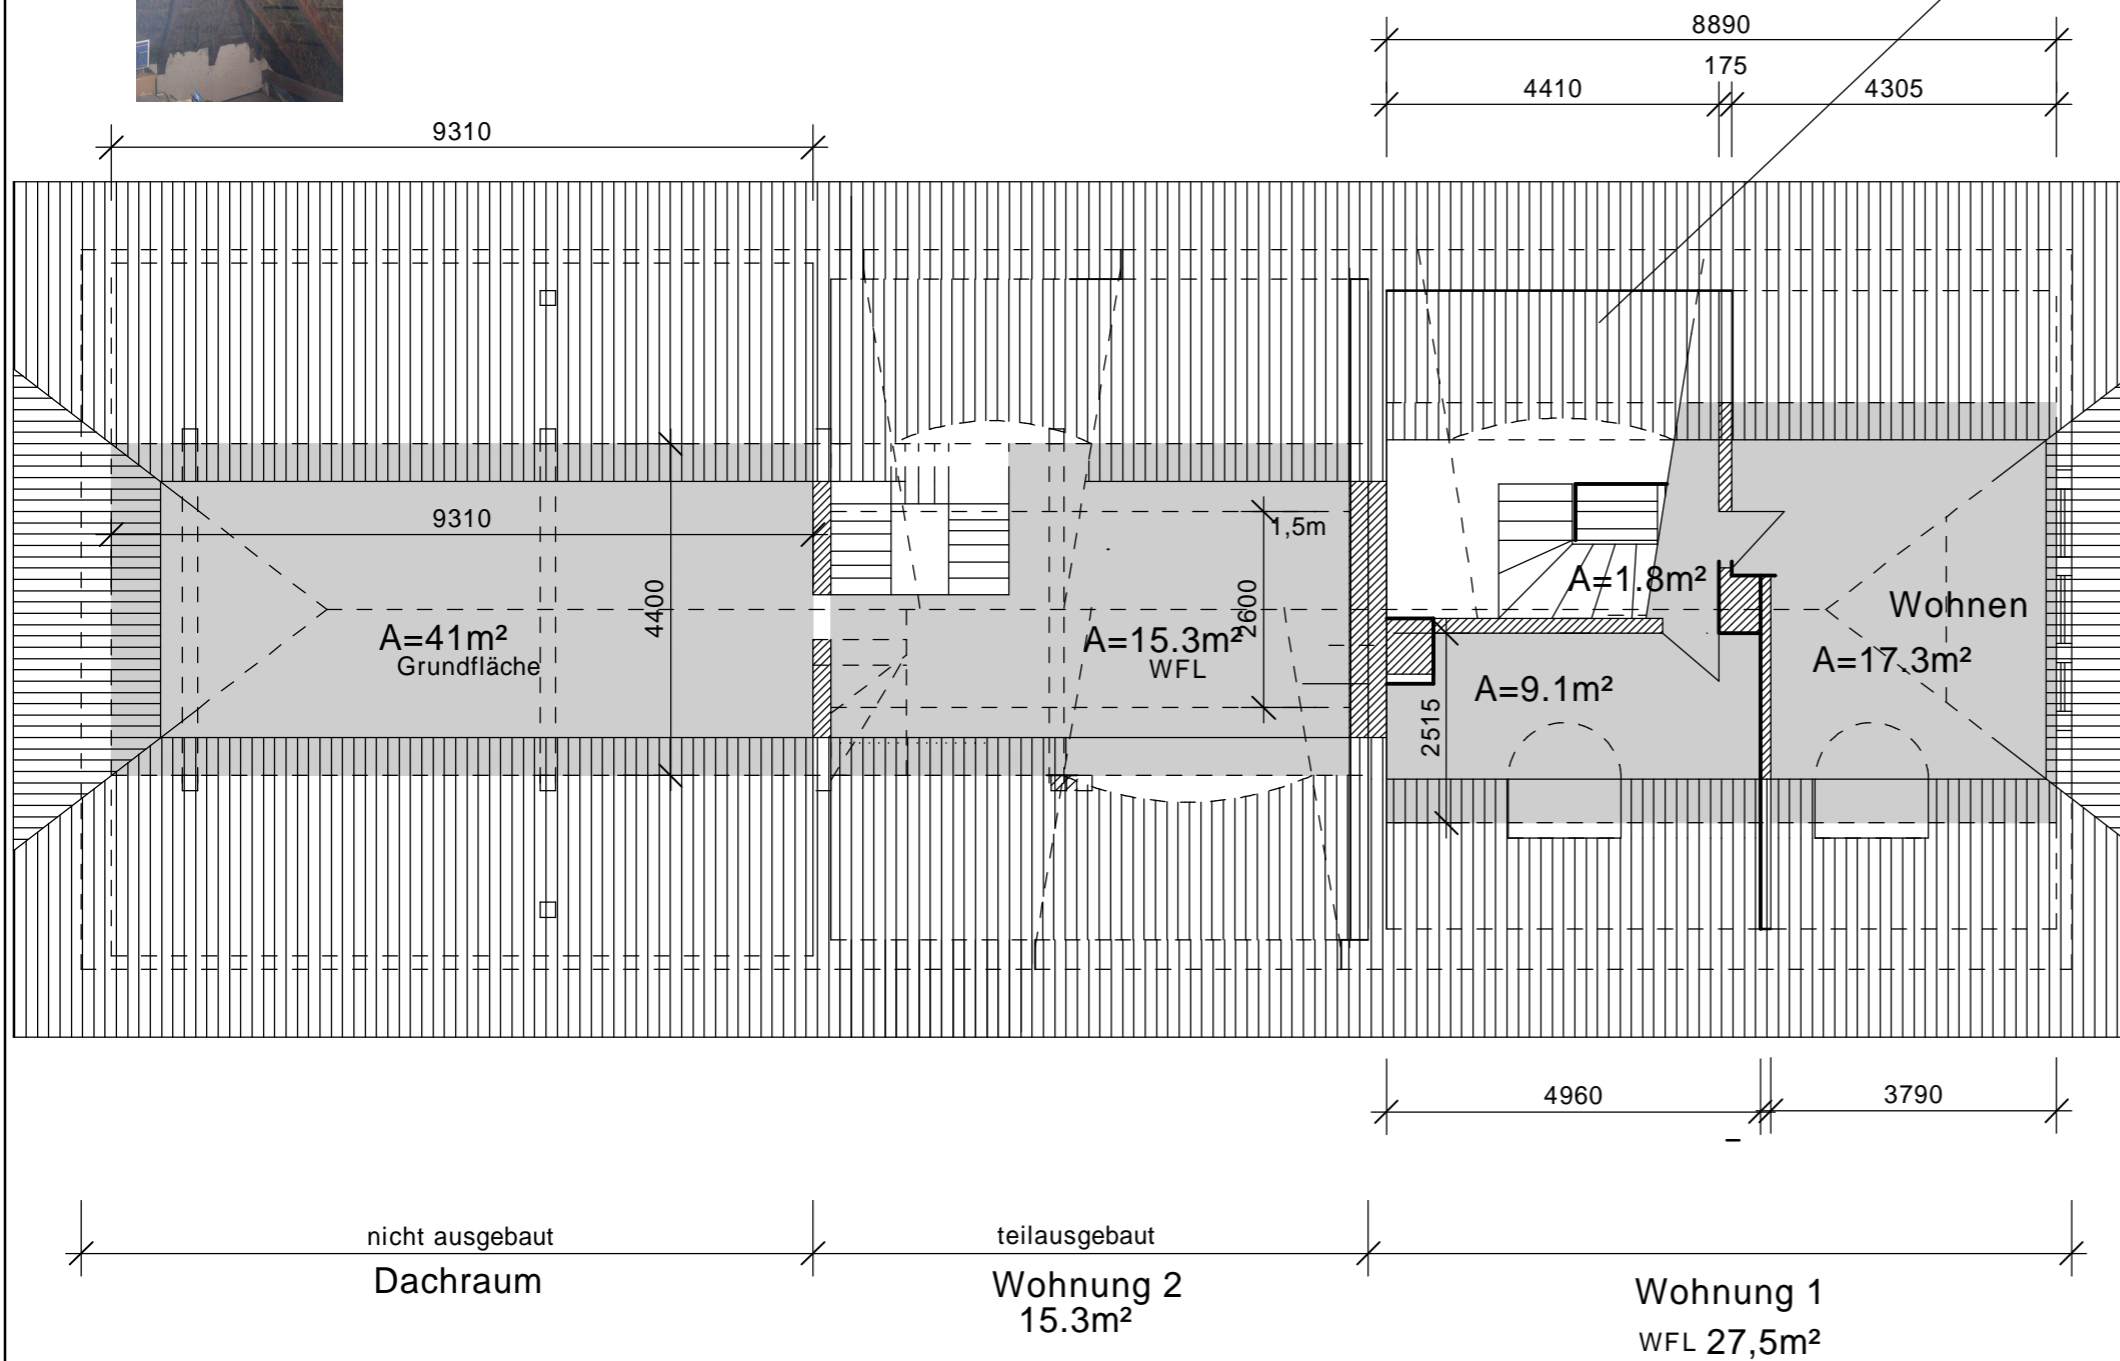 8890
175
4410
4305
9310
9310
1,5m
A=1.8m²
4400
2600
Wohnen
A=41m²
Grundfläche
A=15.3m²
WFL
A=17.3m²
A=9.1m²
2515
4960
3790
nicht ausgebaut
Dachraum
teilausgebaut
Wohnung 2
15.3m²
Wohnung 1
WFL 27,5m²